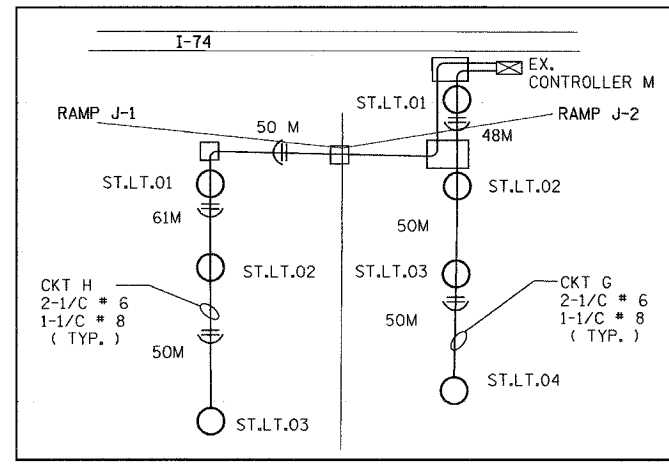 I-74
EX.
CONTROLLER M
ST.LT.01
RAMP J-1
50 M
48M
RAMP J-2
ST.LT.01
ST.LT.02
61M
50M
ST.LT.02
ST.LT.03
CKT H
2-1/C # 6
1-1/C # 8
( TYP. )
CKT G
2-1/C # 6
1-1/C # 8
( TYP. )
50M
50M
ST.LT.04
ST.LT.03